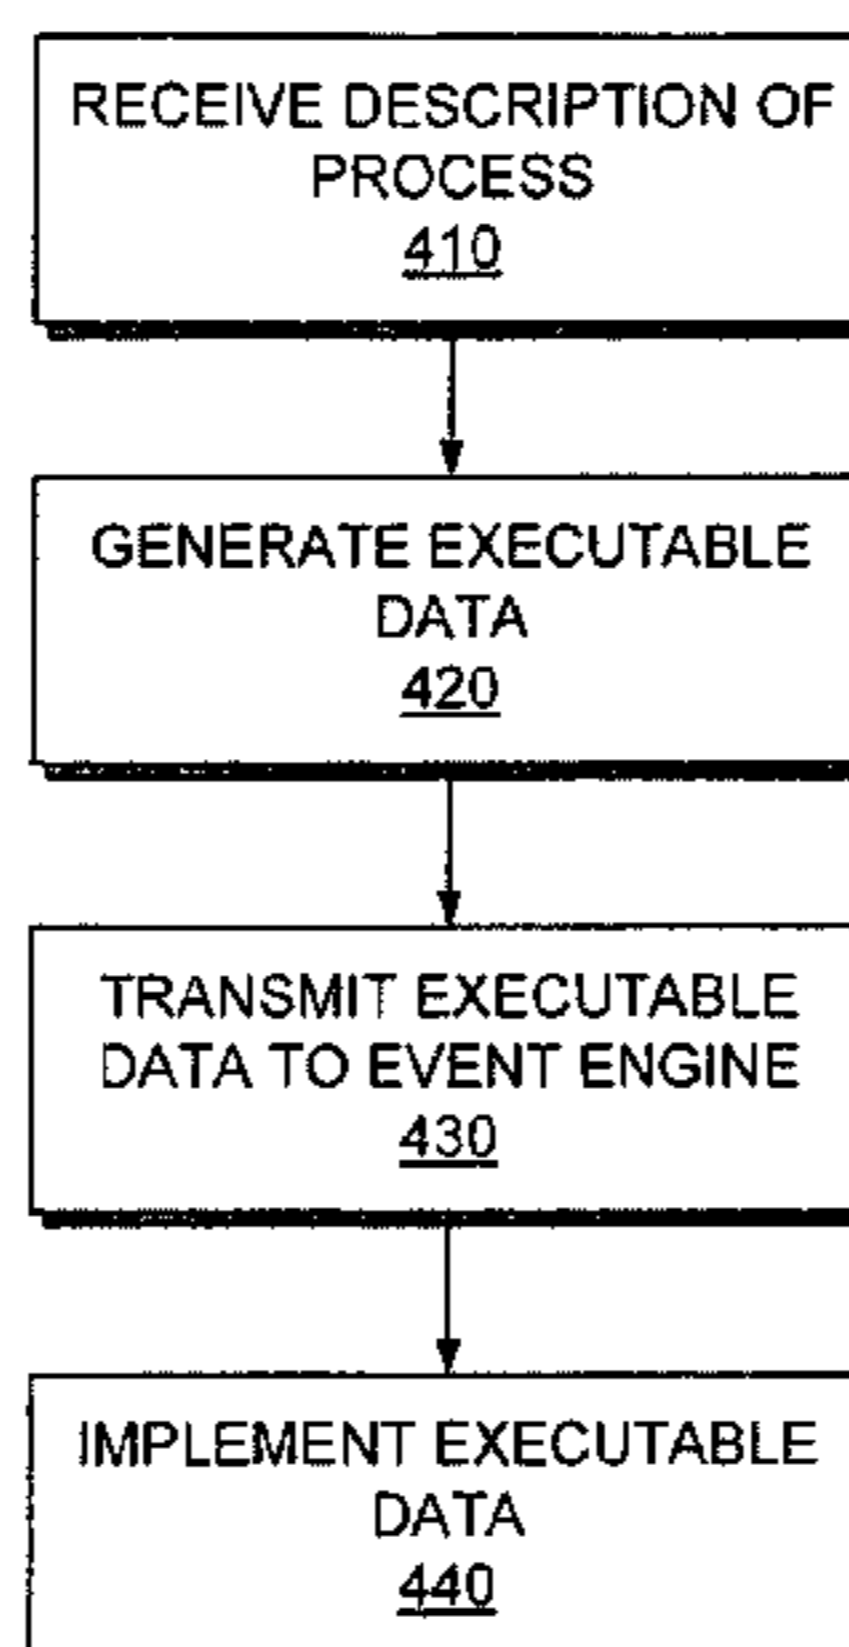 RECEIVE DESCRIPTION OF
PROCESS
410
GENERATE EXECUTABLE
DATA
420
TRANSMIT EXECUTABLE
DATA TO EVENT ENGINE
430
IMPLEMENT EXECUTABLE
DATA
440